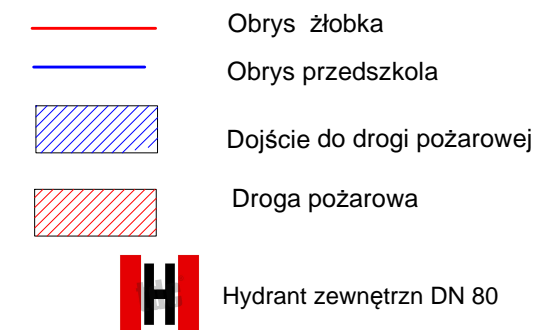 Obrys żłobka
Obrys przedszkola
Dojście do drogi pożarowej
Droga pożarowa
H
Hydrant zewnętrzn DN 80